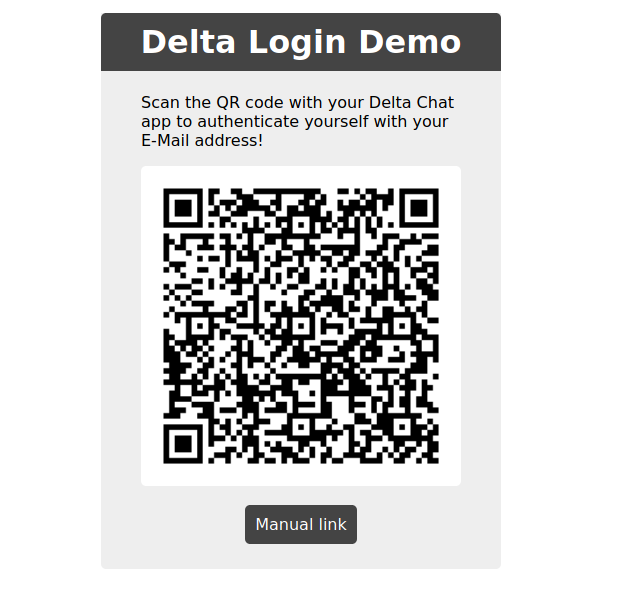 Delta Login Demo
Scan the QR code with your Delta Chat
app to authenticate yourself with your
E-Mail address!
Manual link